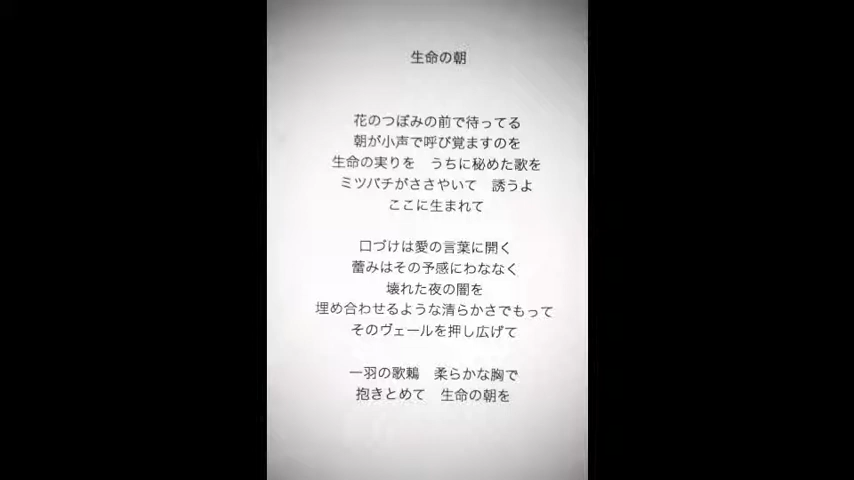 生命の朝
花のつぼみの前で待ってる
朝が小声で呼び覚ますのを
生命の実りを　うちに秘めた歌を
ミツバチがささやいて　誘うよ
ここに生まれて
口づけは愛の言葉に開く
蕾みはその予感にわななく
壊れた夜の闇を
埋め合わせるような清らかさでもって
そのヴェールを押し広げて
一羽の歌鶫　柔らかな胸で
抱きとめて　生命の朝を